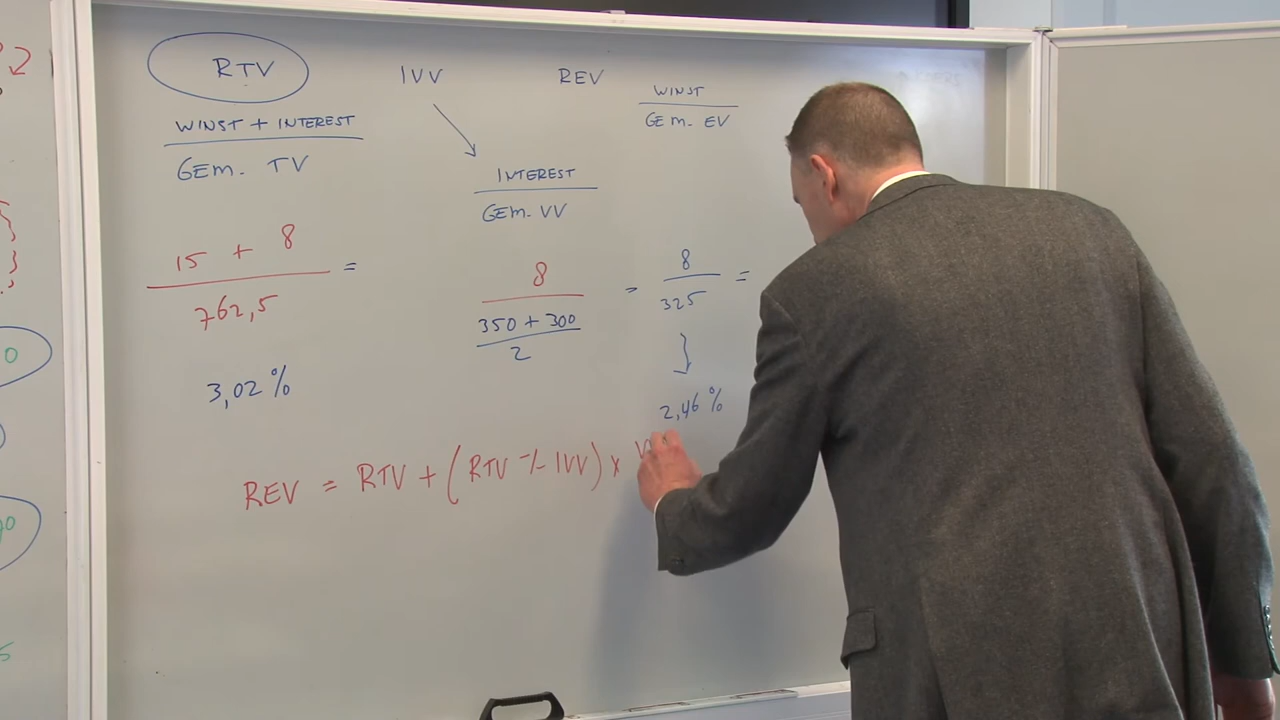 RTV
IVV
REV
WINST
GEM. EV
WINST + INTEREST
GEM. TV
INTEREST
GEM. VV
15 + 8
762,5
=
3,02 %
8
350 + 300
2
= 8 =
325
2,46 %
REV = RTV + (RTV -/- IVV) x V